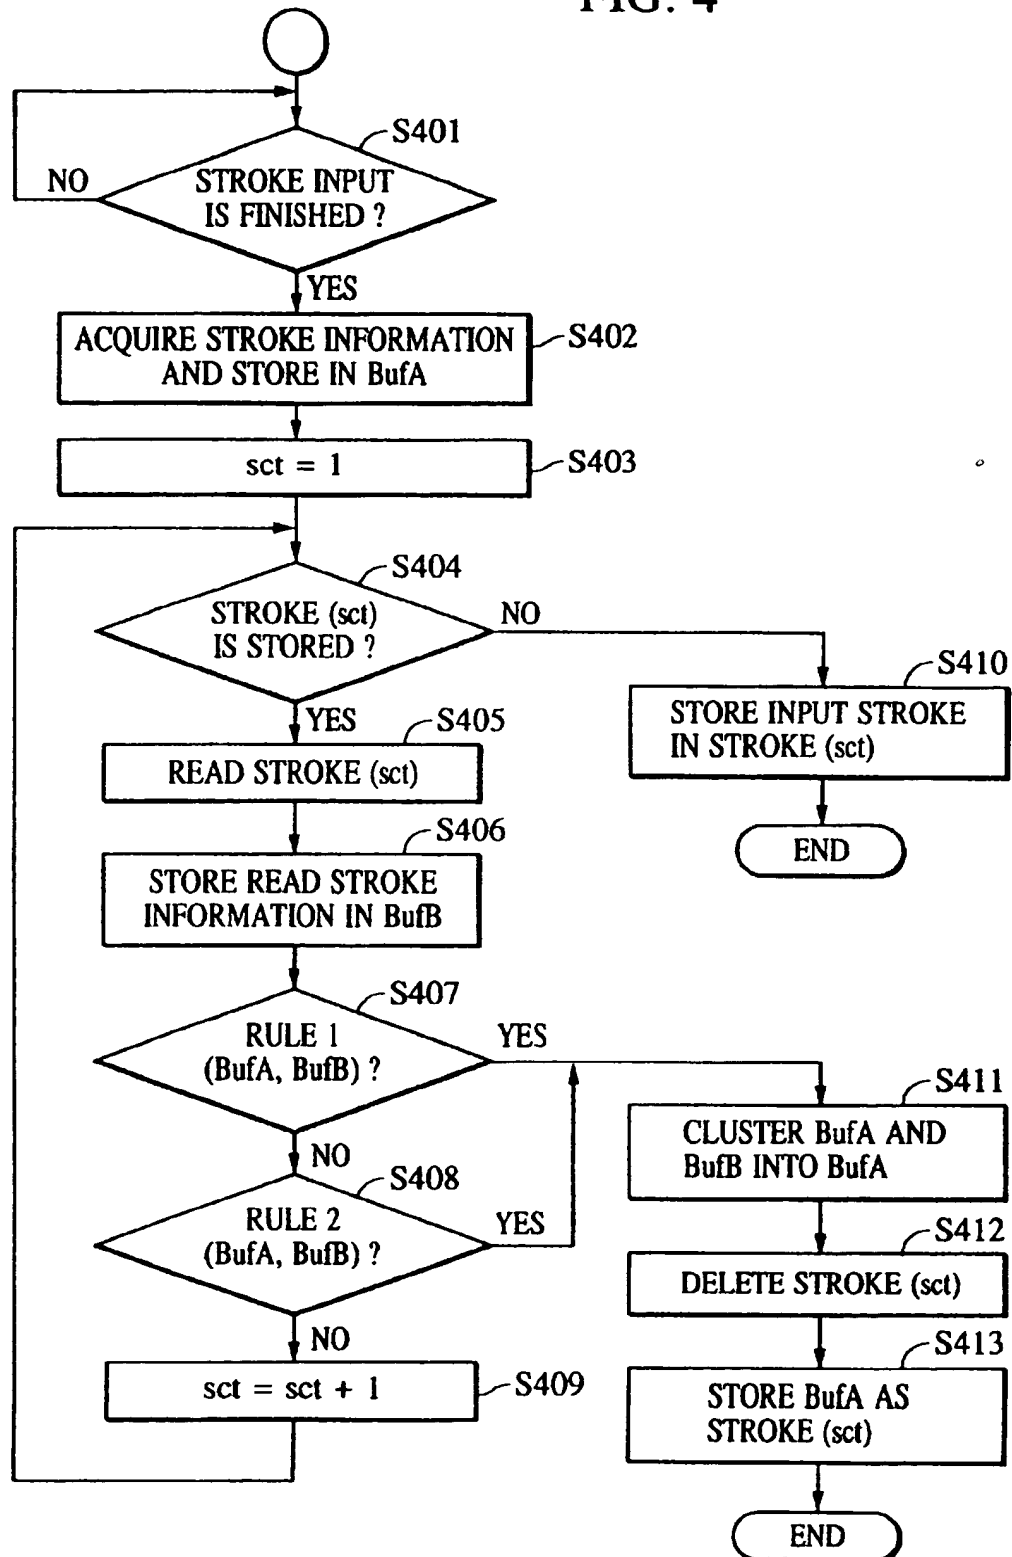 FIG. 4
S401
STROKE INPUT
IS FINISHED ?
NO
YES
ACQUIRE STROKE INFORMATION
AND STORE IN BufA
S402
sct = 1
S403
S404
STROKE (sct)
IS STORED ?
NO
YES
S410
STORE INPUT STROKE
IN STROKE (sct)
END
S405
READ STROKE (sct)
S406
STORE READ STROKE
INFORMATION IN BufB
S407
RULE 1
(BufA, BufB) ?
YES
NO
S408
RULE 2
(BufA, BufB) ?
YES
NO
sct = sct + 1
S409
S411
CLUSTER BufA AND
BufB INTO BufA
S412
DELETE STROKE (sct)
S413
STORE BufA AS
STROKE (sct)
END